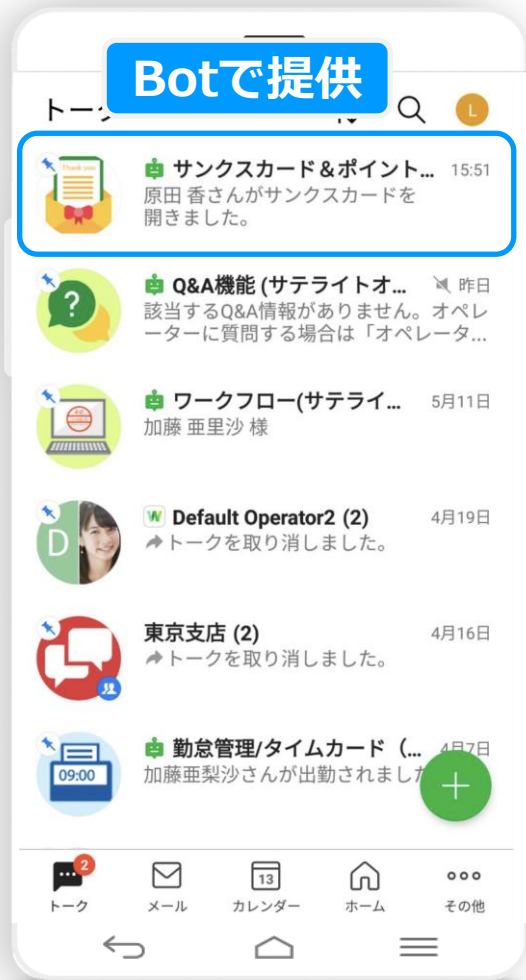 Botで提供
トーク
L
Thank you
サンクスカード&ポイント... 15:51
原田 香さんがサンクスカードを
開きました。
?
Q&A機能 (サテライトオ... 昨日
該当するQ&A情報がありません。オペレ
ーターに質問する場合は「オペレータ...
ワークフロー(サテライ... 5月11日
加藤 亜里沙 様
D
W Default Operator2 (2) 4月19日
トークを取り消しました。
東京支店 (2) 4月16日
トークを取り消しました。
09:00
勤怠管理/タイムカード(... 4月7日
加藤亜梨沙さんが出勤されまし
2
13
トーク メール カレンダー ホーム その他